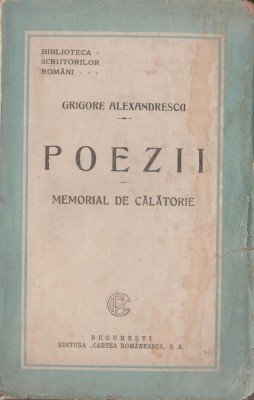 BIBLIOTECA ·
SCRIITORILOR
ROMÂNI · · ·
GRIGORE ALEXANDRESCU
POEZII
MEMORIAL DE CĂLĂTORIE
BUCUREŞTI
EDITURA „CARTEA ROMÂNEASCĂ„ S. A.